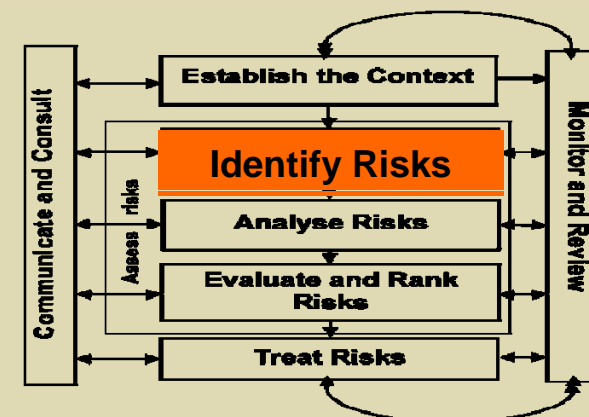 Establish the Context
Identify Risks
Analyse Risks
Evaluate and Rank
Risks
Treat Risks
Communicate and Consult
Assess risks
Monitor and Review